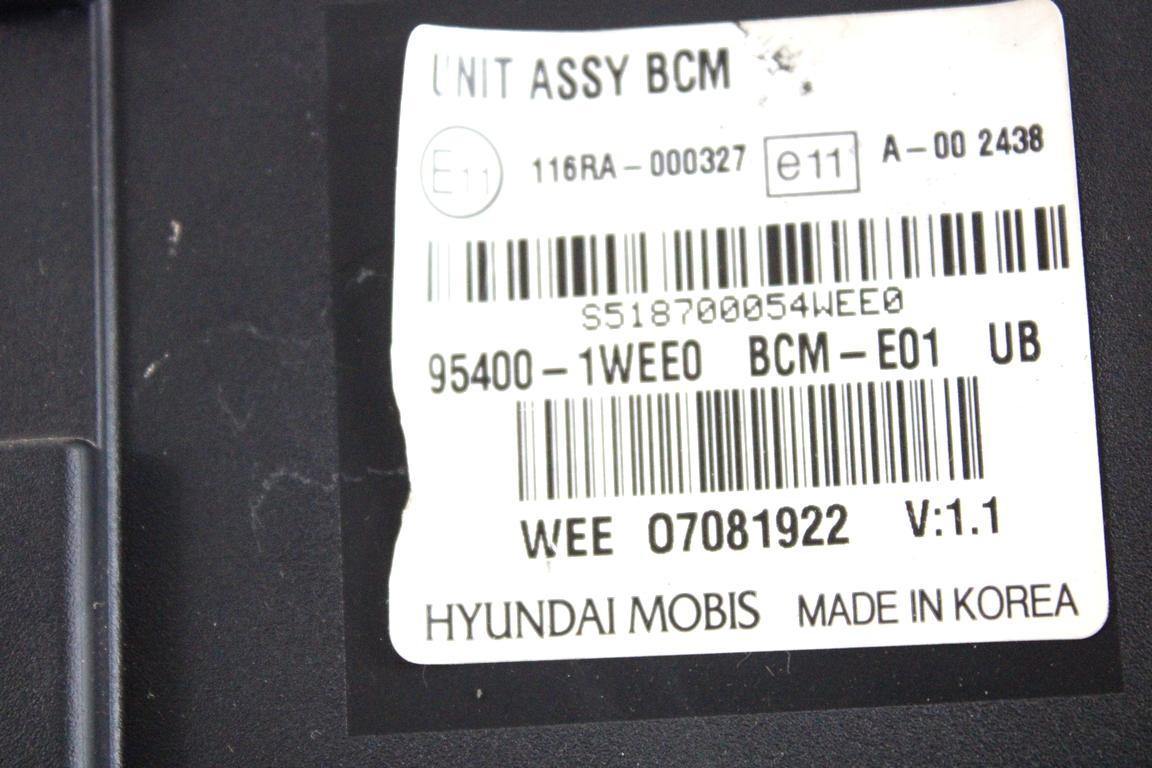 UNIT ASSY BCM
E11 116RA-000327 e11 A-00 2438
S518700054WEE0
95400-1WEE0 BCM-E01 UB
WEE 07081922 V:1.1
HYUNDAI MOBIS MADE IN KOREA